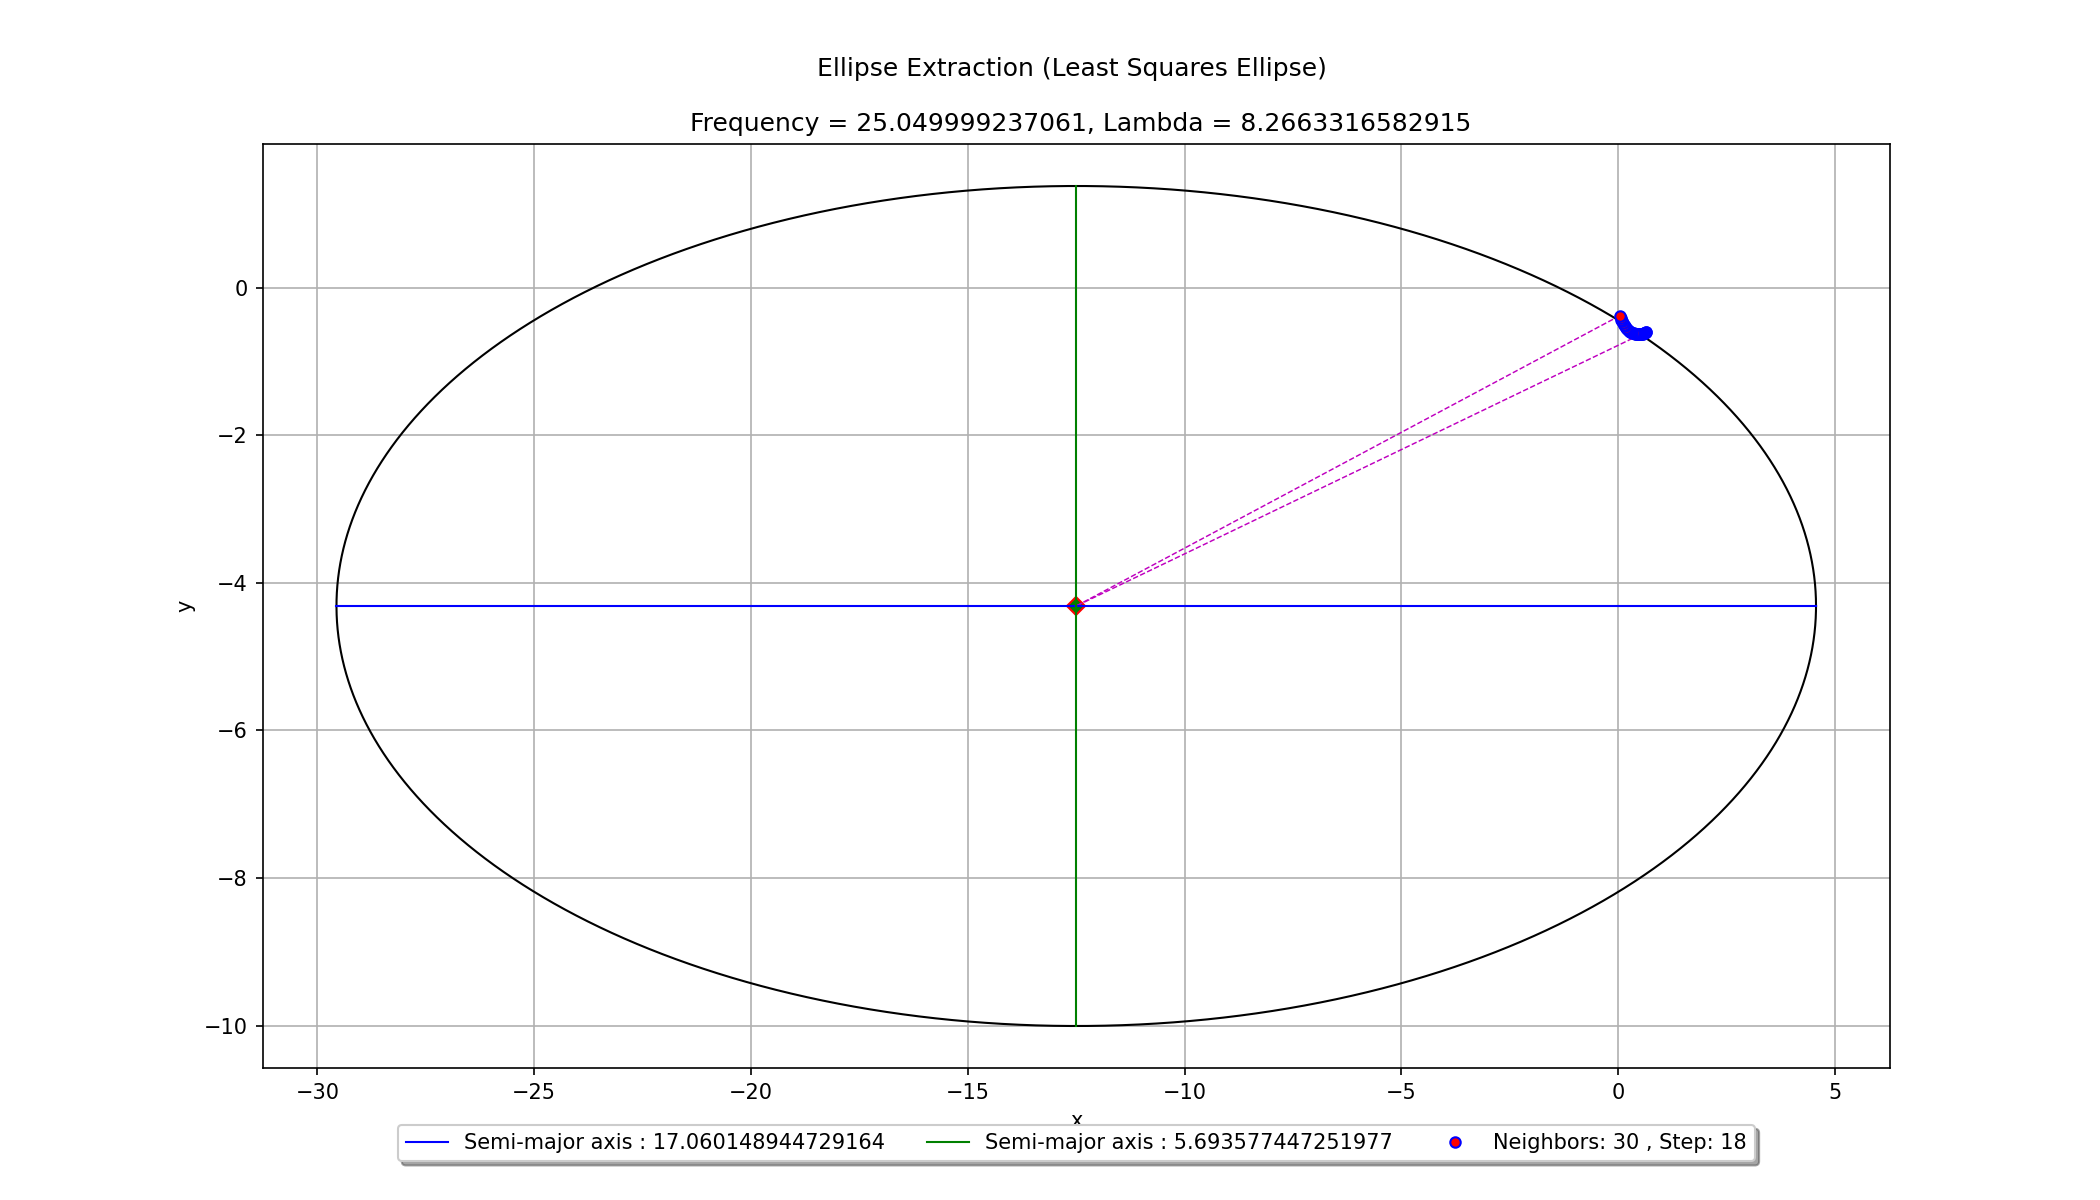 Ellipse Extraction (Least Squares Ellipse)
Frequency = 25.049999237061, Lambda = 8.2663316582915
0
−2
−4
−6
−8
−10
y
−30 −25 −20 −15 −10 −5 0 5
x
Semi-major axis : 17.060148944729164 Semi-major axis : 5.693577447251977 Neighbors: 30 , Step: 18